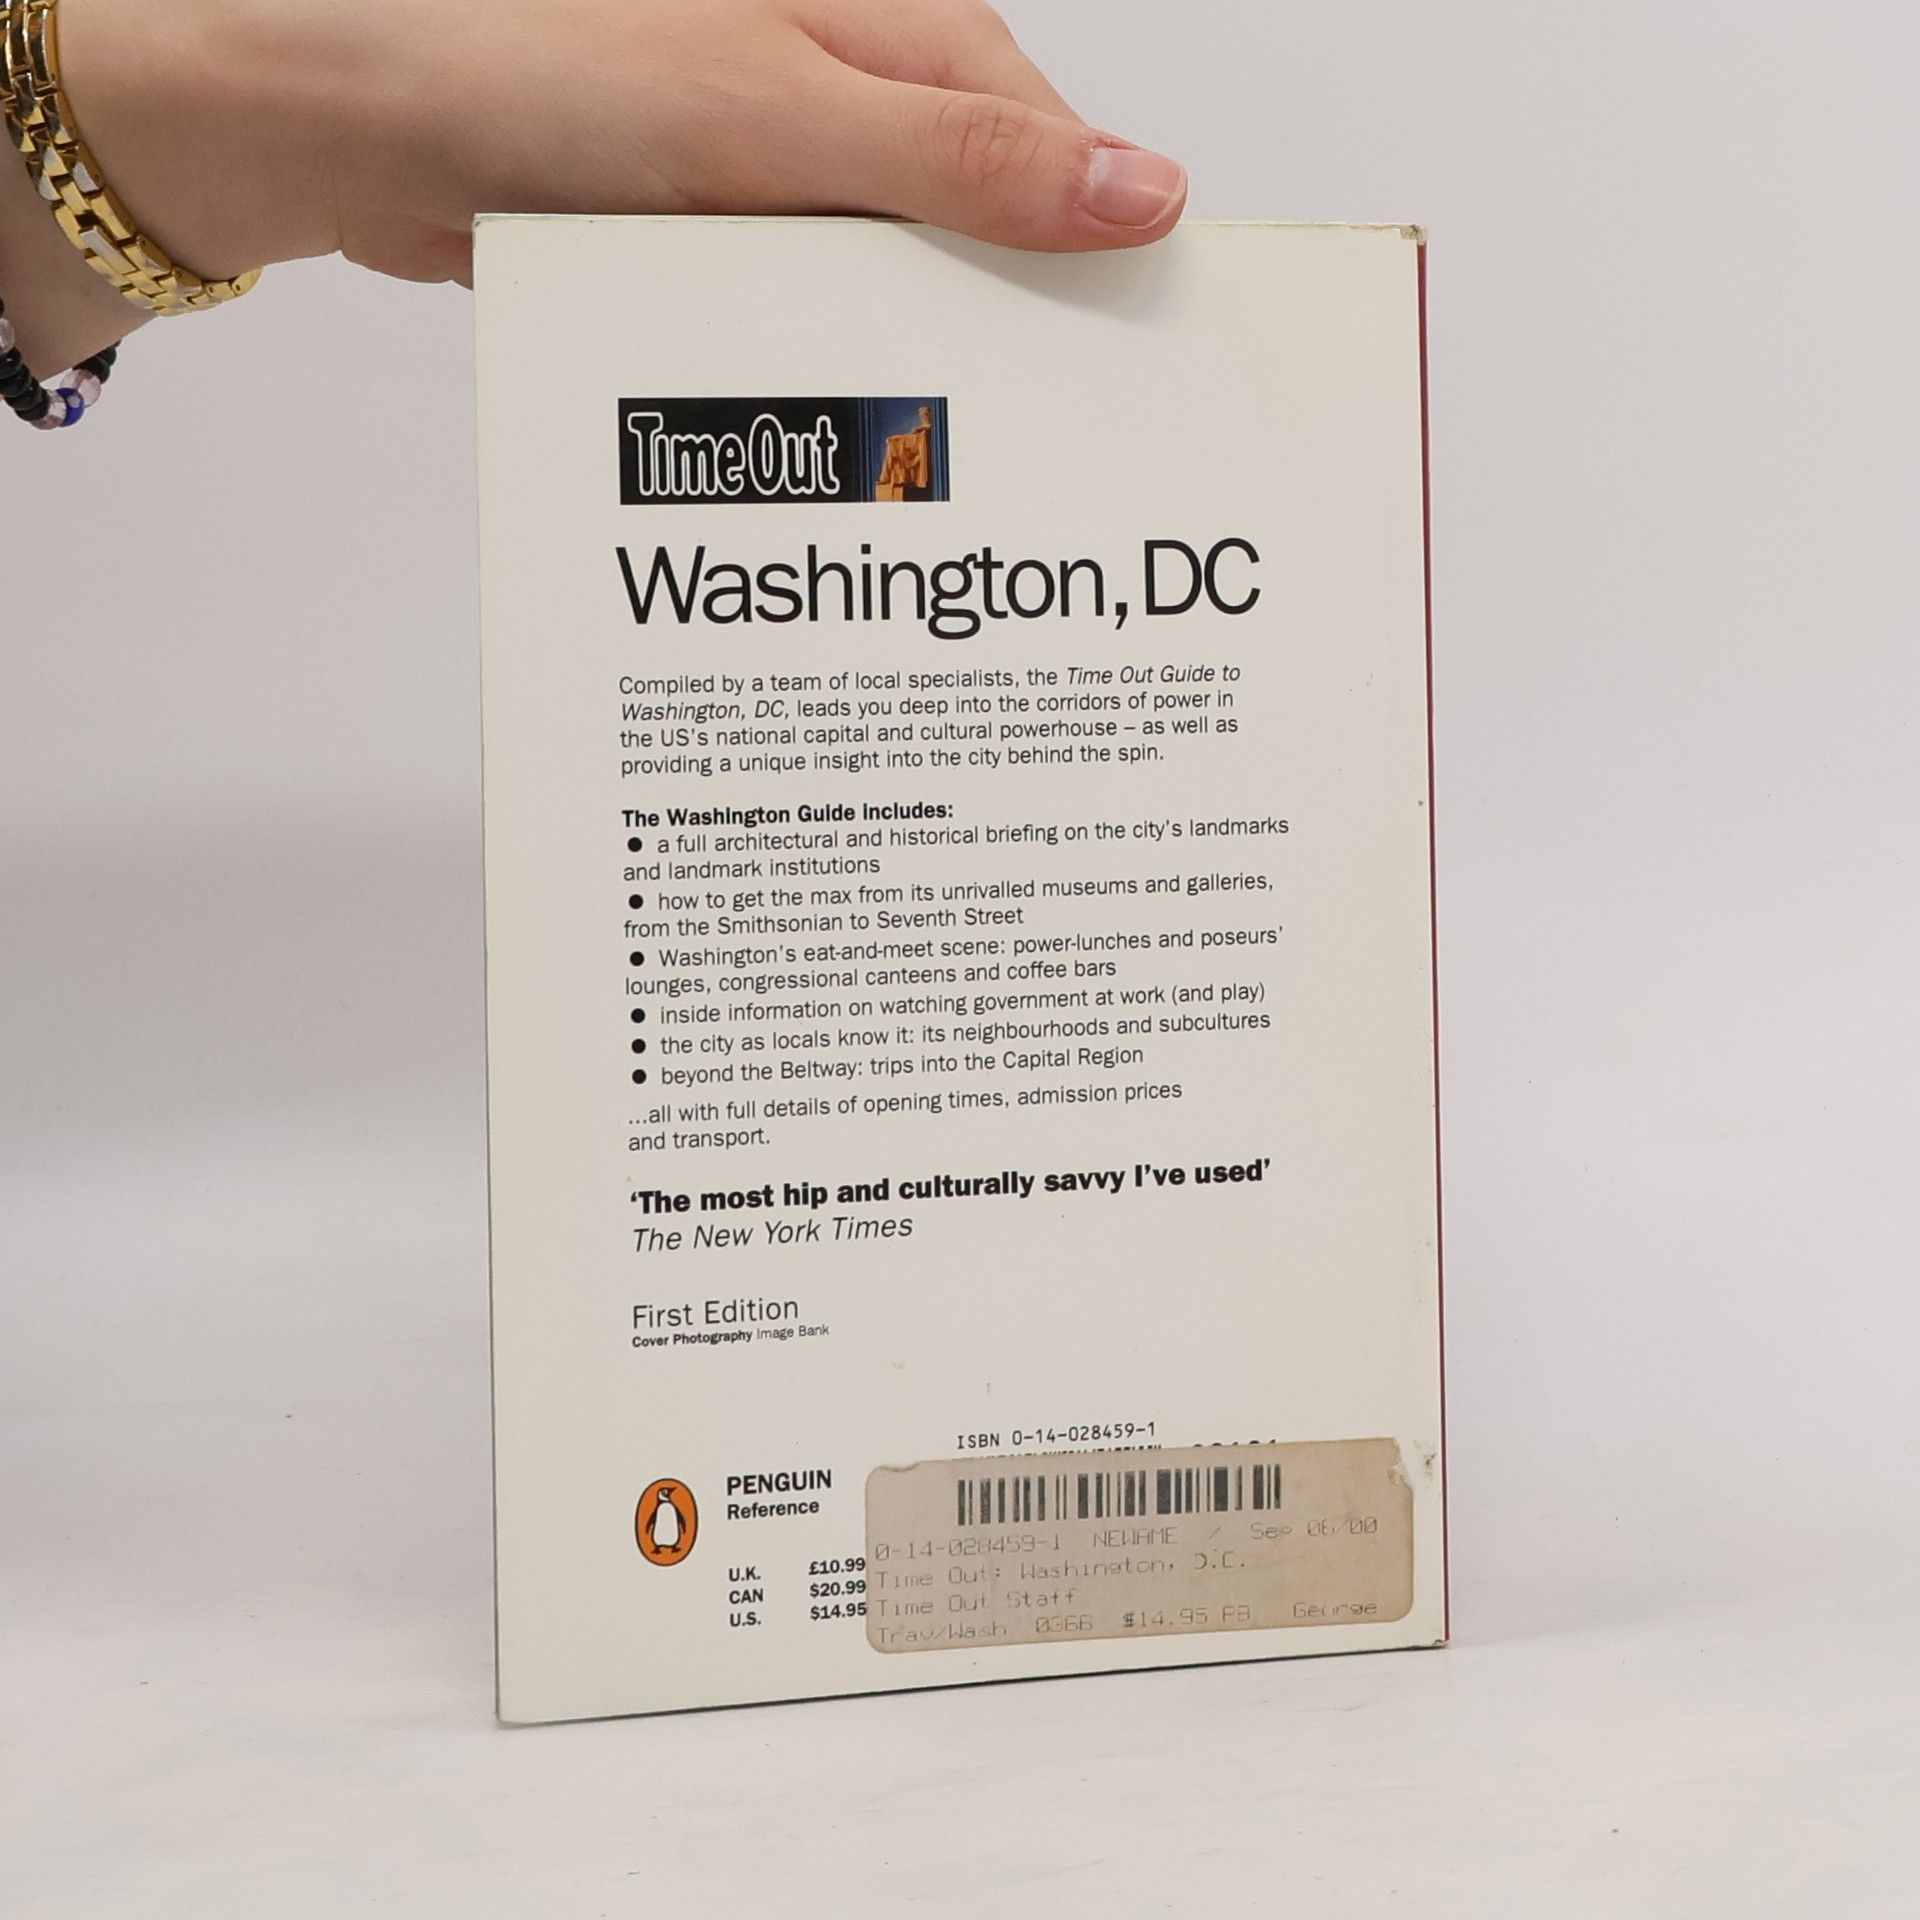 Time Out
Washington, DC
Compiled by a team of local specialists, the Time Out Guide to
Washington, DC, leads you deep into the corridors of power in
the US's national capital and cultural powerhouse – as well as
providing a unique insight into the city behind the spin.
The Washington Guide includes:
● a full architectural and historical briefing on the city's landmarks
and landmark institutions
● how to get the max from its unrivalled museums and galleries,
from the Smithsonian to Seventh Street
● Washington's eat-and-meet scene: power-lunches and poseurs'
lounges, congressional canteens and coffee bars
● inside information on watching government at work (and play)
● the city as locals know it: its neighbourhoods and subcultures
● beyond the Beltway: trips into the Capital Region
...all with full details of opening times, admission prices
and transport.
‘The most hip and culturally savvy I've used’
The New York Times
First Edition
Cover Photography Image Bank
ISBN 0-14-028459-1
PENGUIN
Reference
U.K. £10.99
CAN $20.99
U.S. $14.95
0-14-028459-1 NEWAME / Sep 06/00
Time Out: Washington, D.C.
Time Out Staff
Trav/Wash 0366 $14.95 PB George